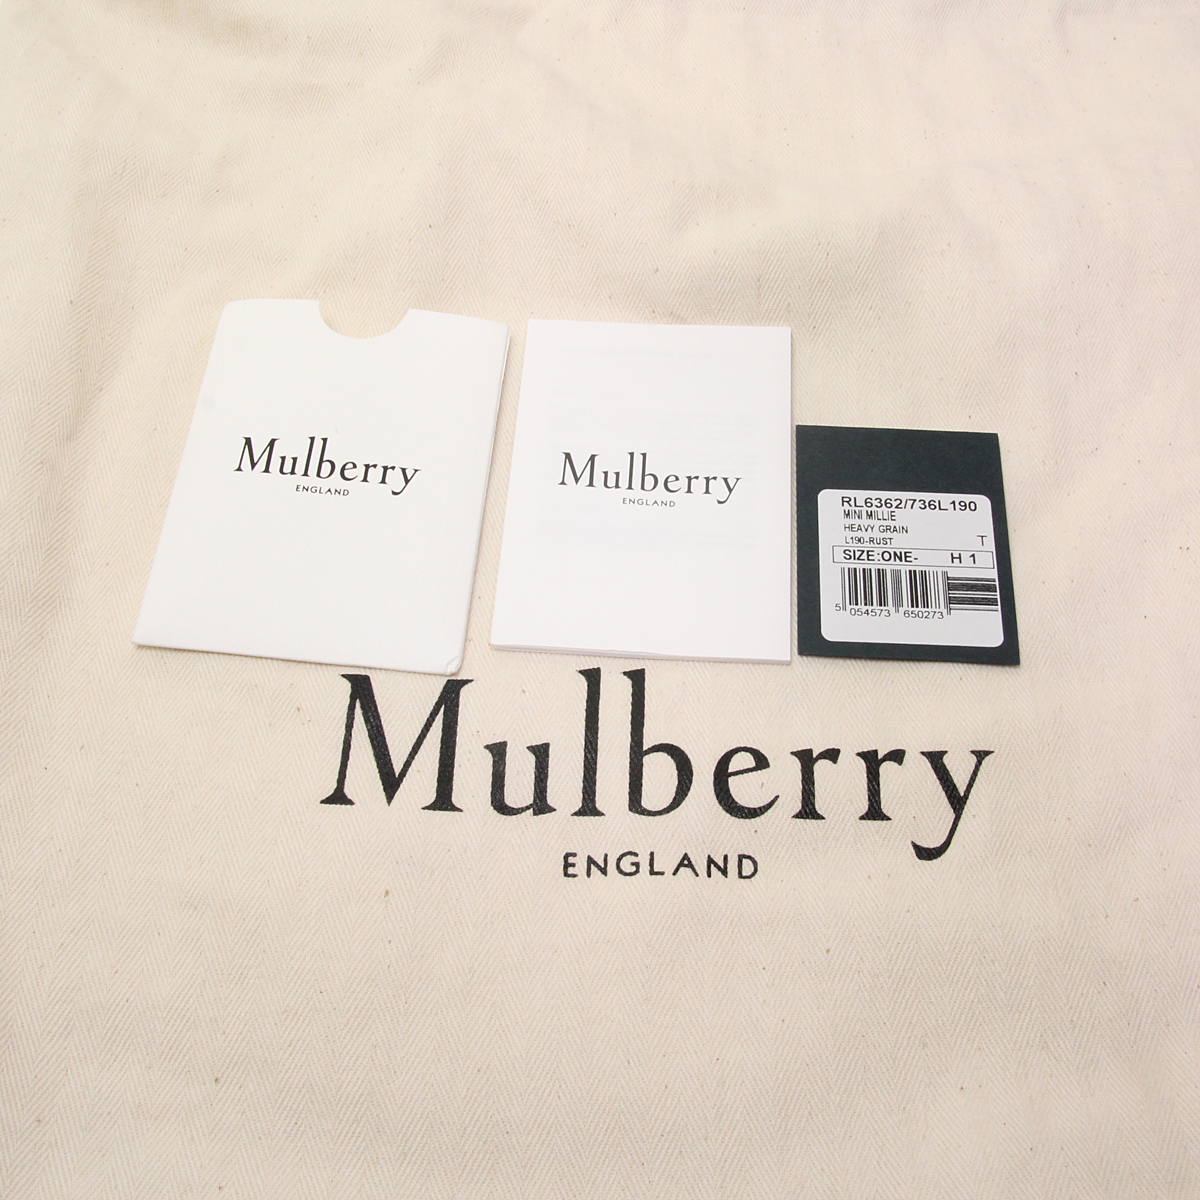 Mulberry
ENGLAND
Mulberry
ENGLAND
RL6362/736L190
MINI MILLIE
HEAVY GRAIN
L190-RUST T
SIZE:ONE- H 1
5 054573 650273
Mulberry
ENGLAND